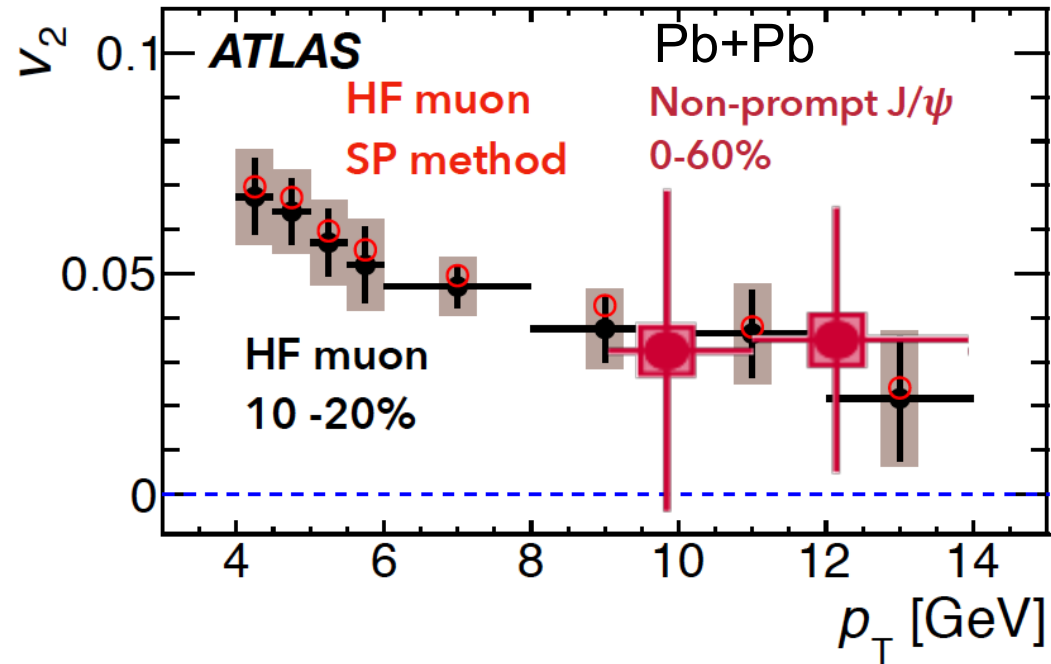 v2
0.1
ATLAS
Pb+Pb
HF muon
SP method
Non-prompt J/ψ
0-60%
0.05
HF muon
10 -20%
0
4 6 8 10 12 14
pT [GeV]